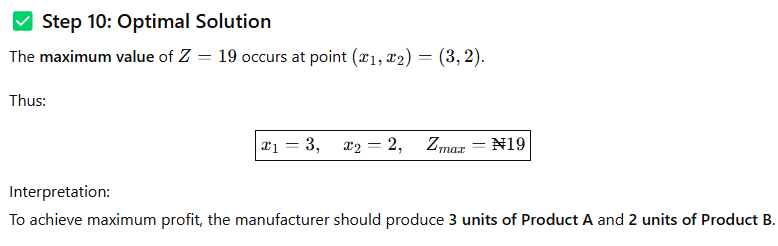 ✅ Step 10: Optimal Solution
The maximum value of Z = 19 occurs at point (x₁, x₂) = (3, 2).
Thus:
x₁ = 3, x₂ = 2, Zₘₐₓ = ₦19
Interpretation:
To achieve maximum profit, the manufacturer should produce 3 units of Product A and 2 units of Product B.